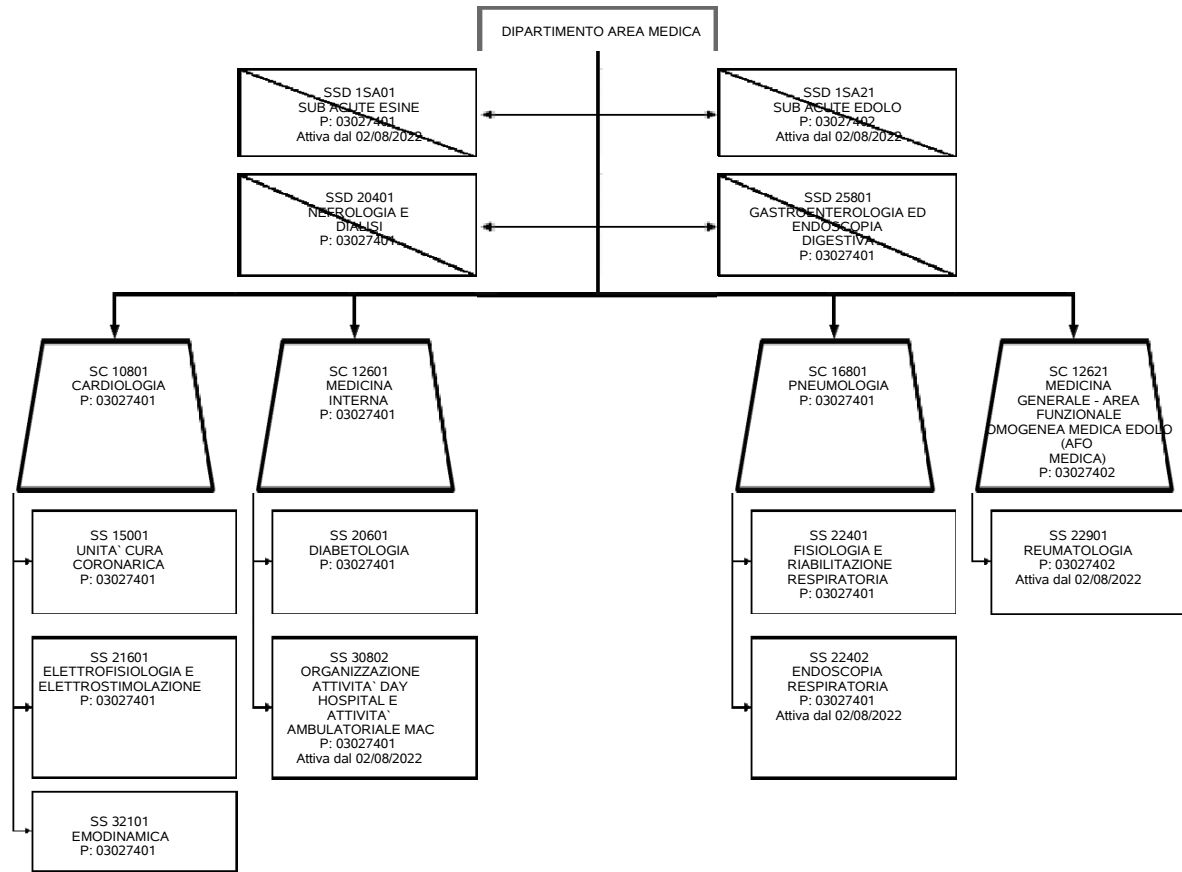 DIPARTIMENTO AREA MEDICA
SSD 1SA01
SUB ACUTE ESINE
P: 03027401
Attiva dal 02/08/2022
SSD 1SA21
SUB ACUTE EDOLO
P: 03027402
Attiva dal 02/08/2022
SSD 20401
NEFROLOGIA E
DIALISI
P: 03027401
SSD 25801
GASTROENTEROLOGIA ED
ENDOSCOPIA
DIGESTIVA
P: 03027401
SC 10801
CARDIOLOGIA
P: 03027401
SC 12601
MEDICINA
INTERNA
P: 03027401
SC 16801
PNEUMOLOGIA
P: 03027401
SC 12621
MEDICINA
GENERALE - AREA
FUNZIONALE
OMOGENEA MEDICA EDOLO
(AFO
MEDICA)
P: 03027402
SS 15001
UNITA` CURA
CORONARICA
P: 03027401
SS 20601
DIABETOLOGIA
P: 03027401
SS 22401
FISIOLOGIA E
RIABILITAZIONE
RESPIRATORIA
P: 03027401
SS 22901
REUMATOLOGIA
P: 03027402
Attiva dal 02/08/2022
SS 21601
ELETTROFISIOLOGIA E
ELETTROSTIMOLAZIONE
P: 03027401
SS 30802
ORGANIZZAZIONE
ATTIVITA` DAY
HOSPITAL E
ATTIVITA`
AMBULATORIALE MAC
P: 03027401
Attiva dal 02/08/2022
SS 22402
ENDOSCOPIA
RESPIRATORIA
P: 03027401
Attiva dal 02/08/2022
SS 32101
EMODINAMICA
P: 03027401